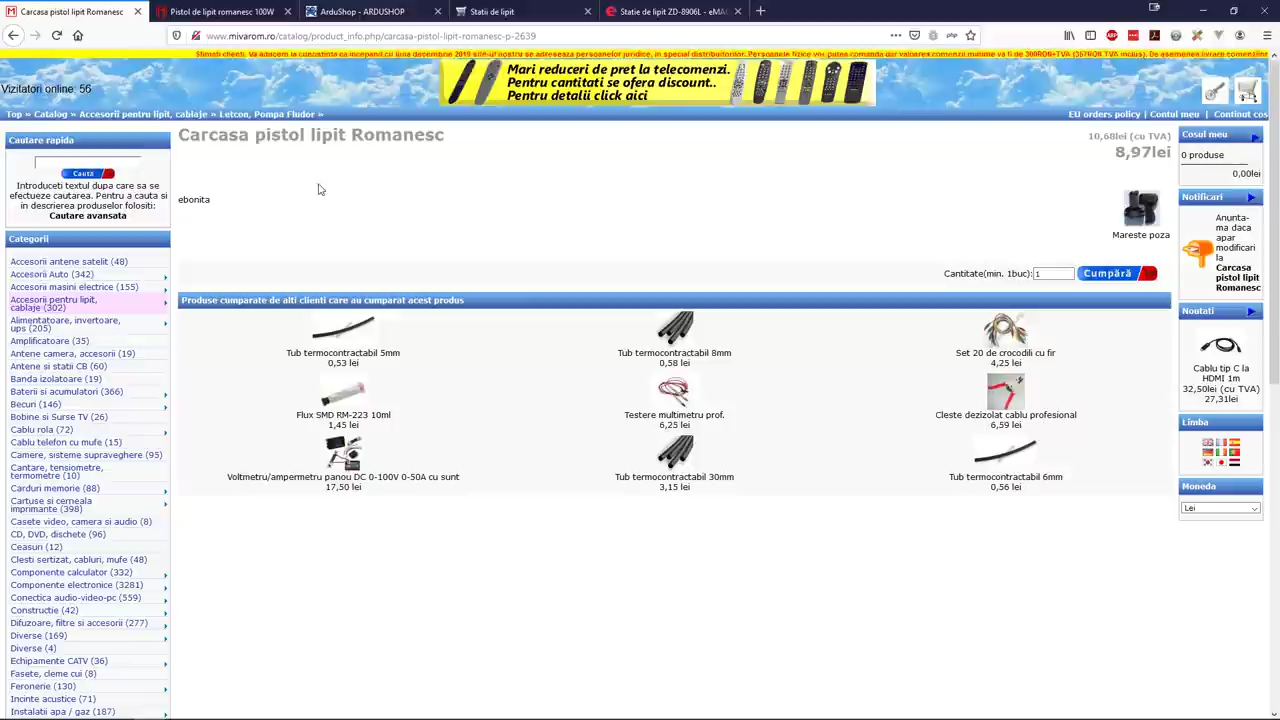 Carcasa pistol lipit Romanesc
Pistol de lipit romanesc 100W
ArduShop - ARDUSHOP
Statii de lipit
Statie de lipit ZD-8906L - eMA
www.mivarom.ro/catalog/product_info.php/carcasa-pistol-lipit-romanesc-p-2639
Vizitatori online: 56
Mari reduceri de pret la telecomenzi.
Pentru cantitati se ofera discount..
Pentru detalii click aici
Top » Catalog » Accesorii pentru lipit, cablaje » Letcon, Pompa Fludor »
EU orders policy | Contul meu | Continut cos
Cautare rapida
Caută
Introduceti textul dupa care sa se
efectueze cautarea. Pentru a cauta si
in descrierea produselor folositi:
Cautare avansata
Categorii
Accesorii antene satelit (48)
Accesorii Auto (342)
Accesorii masini electrice (155)
Accesorii pentru lipit,
cablaje (302)
Alimentatoare, invertoare,
ups (205)
Amplificatoare (35)
Antene camera, accesorii (19)
Antene si statii CB (60)
Banda izolatoare (19)
Baterii si acumulatori (366)
Becuri (146)
Bobine si Surse TV (26)
Cablu rola (72)
Cablu telefon cu mufe (15)
Camere, sisteme supraveghere (95)
Cantare, tensiometre,
termometre (10)
Carduri memorie (88)
Cartuse si cerneala
imprimante (398)
Casete video, camera si audio (8)
CD, DVD, dischete (96)
Ceasuri (12)
Clesti sertizat, cabluri, mufe (48)
Componente calculator (332)
Componente electronice (3281)
Conectica audio-video-pc (559)
Constructie (42)
Difuzoare, filtre si accesorii (277)
Diverse (169)
Diverse (4)
Echipamente CATV (36)
Fasete, cleme cui (8)
Feronerie (130)
Incinte acustice (71)
Instalatii apa / gaz (187)
Carcasa pistol lipit Romanesc
10,68lei (cu TVA)
8,97lei
ebonita
Mareste poza
Cantitate(min. 1buc):
1
Cumpără
Produse cumparate de alti clienti care au cumparat acest produs
Tub termocontractabil 5mm
0,53 lei
Tub termocontractabil 8mm
0,58 lei
Set 20 de crocodili cu fir
4,25 lei
Flux SMD RM-223 10ml
1,45 lei
Testere multimetru prof.
6,25 lei
Cleste dezizolat cablu profesional
6,59 lei
Voltmetru/ampermetru panou DC 0-100V 0-50A cu sunt
17,50 lei
Tub termocontractabil 30mm
3,15 lei
Tub termocontractabil 6mm
0,56 lei
Cosul meu
0 produse
0,00lei
Notificari
Anunta-
ma daca
apar
modificari
la
Carcasa
pistol lipit
Romanesc
Noutati
Cablu tip C la
HDMI 1m
32,50lei (cu TVA)
27,31lei
Limba
Moneda
Lei